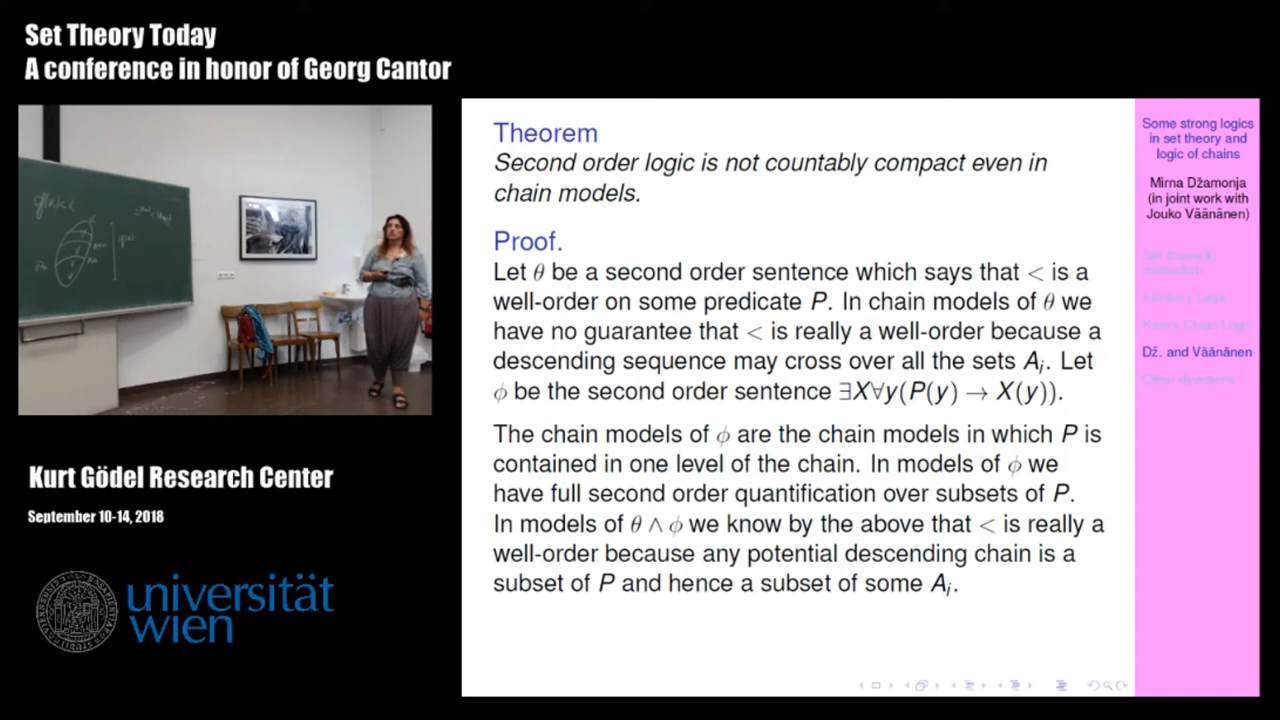 Set Theory Today
A conference in honor of Georg Cantor
Kurt Gödel Research Center
September 10-14, 2018
universität
wien
Theorem
Second order logic is not countably compact even in
chain models.
Proof.
Let θ be a second order sentence which says that < is a
well-order on some predicate P. In chain models of θ we
have no guarantee that < is really a well-order because a
descending sequence may cross over all the sets Aᵢ. Let
ϕ be the second order sentence ∃X∀y(P(y) → X(y)).
The chain models of ϕ are the chain models in which P is
contained in one level of the chain. In models of ϕ we
have full second order quantification over subsets of P.
In models of θ ∧ ϕ we know by the above that < is really a
well-order because any potential descending chain is a
subset of P and hence a subset of some Aᵢ.
Some strong logics
in set theory and
logic of chains
Mirna Džamonja
(in joint work with
Jouko Väänänen)
Dž. and Väänänen
Other directions